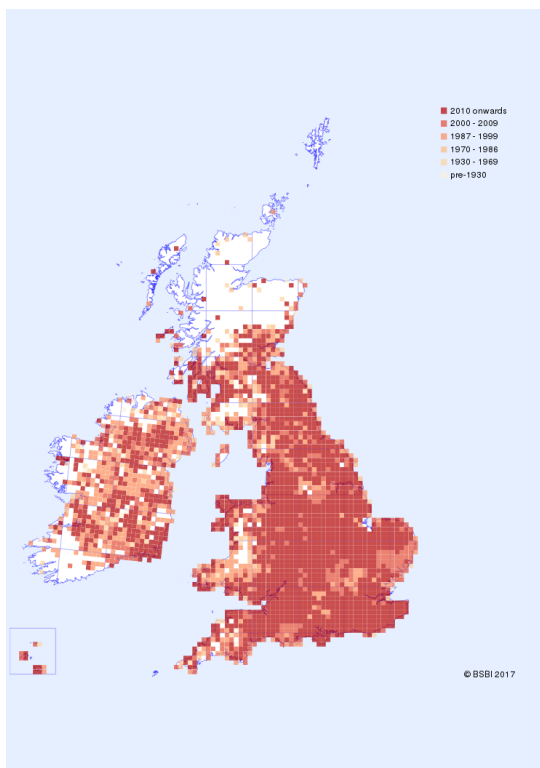 2010 onwards
2000 - 2009
1987 - 1999
1970 - 1986
1930 - 1969
pre-1930
© BSBI 2017